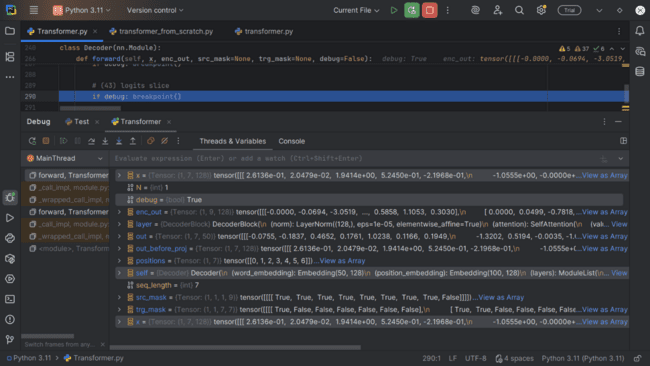 Python 3.11 Version control Current File Trial
Transformer.py transformer_from_scratch.py Transformer.py
240 class Decoder(nn.Module): 5 37 6
266 def forward(self, x, enc_out, src_mask=None, trg_mask=None, debug=False): debug: True enc_out: tensor([[[-0.0000, -0.0694, -3.0519,
if debug: breakpoint()
288
289 # (43) logits slice
290 if debug: breakpoint()
291
Debug Test Transformer
Threads & Variables Console
MainThread Evaluate expression (Enter) or add a watch (Ctrl+Shift+Enter)
forward, Transformer
_call_impl, module.py
_wrapped_call_impl, m
forward, Transformer
_call_impl, module.py
_wrapped_call_impl, m
<module>, Transform
= {Tensor: (1, 7, 128)} tensor([[[ 2.6136e-01, 2.0479e-02, 1.9414e+00, 5.2450e-01, -2.1968e-01,\n -1.0555e+00, -0.0000e+...View as Array
N = {int} 1
debug = {bool} True
enc_out = {Tensor: (1, 9, 128)} tensor([[[-0.0000, -0.0694, -3.0519, ..., 0.5858, 1.1053, 0.3030],\n [ 0.0000, 0.0499, -0.7818, ...View as Array
layer = {DecoderBlock} DecoderBlock(\n (norm): LayerNorm((128,), eps=1e-05, elementwise_affine=True)\n (attention): SelfAttention(\n (val... View
out = {Tensor: (1, 7, 50)} tensor([[[-0.0755, -0.1837, 0.4652, 0.1761, 1.0238, 0.1166, 0.1949,\n -1.3202, 0.5194, -0.0035, -1...View as Array
out_before_proj = {Tensor: (1, 7, 128)} tensor([[[ 2.6136e-01, 2.0479e-02, 1.9414e+00, 5.2450e-01, -2.1968e-01,\n -1.0555e+...View as Array
positions = {Tensor: (1, 7)} tensor([[0, 1, 2, 3, 4, 5, 6]])...View as Array
self = {Decoder} Decoder(\n (word_embedding): Embedding(50, 128)\n (position_embedding): Embedding(100, 128)\n (layers): ModuleList(\n... View
seq_length = {int} 7
src_mask = {Tensor: (1, 1, 1, 9)} tensor([[[[ True, True, True, True, True, True, True, True, False]]]])...View as Array
trg_mask = {Tensor: (1, 1, 7, 7)} tensor([[[[ True, False, False, False, False, False, False],\n [ True, True, False, False, False, False, Fals...View as Array
x = {Tensor: (1, 7, 128)} tensor([[[ 2.6136e-01, 2.0479e-02, 1.9414e+00, 5.2450e-01, -2.1968e-01,\n -1.0555e+00, -0.0000e+...View as Array
Switch frames from any...
Python 3.11 Transformer.py 290:1 LF UTF-8 4 spaces Python 3.11 (Python 3.11)